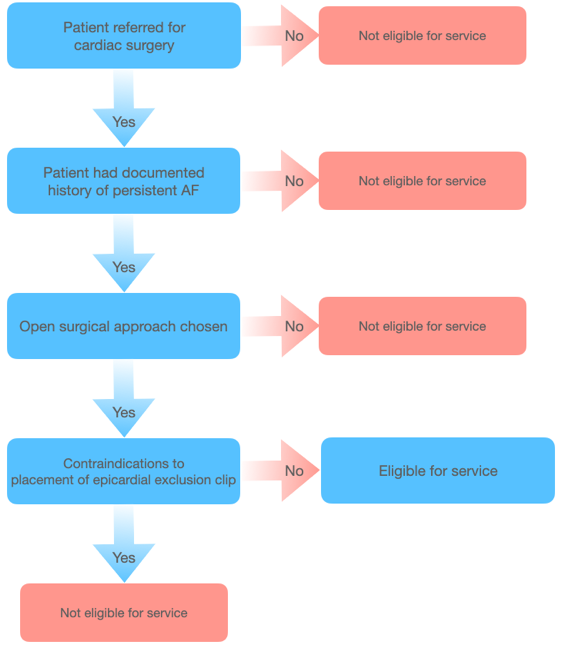 Patient referred for
cardiac surgery
No
Not eligible for service
Yes
Patient had documented
history of persistent AF
No
Not eligible for service
Yes
Open surgical approach chosen
No
Not eligible for service
Yes
Contraindications to
placement of epicardial exclusion clip
No
Eligible for service
Yes
Not eligible for service